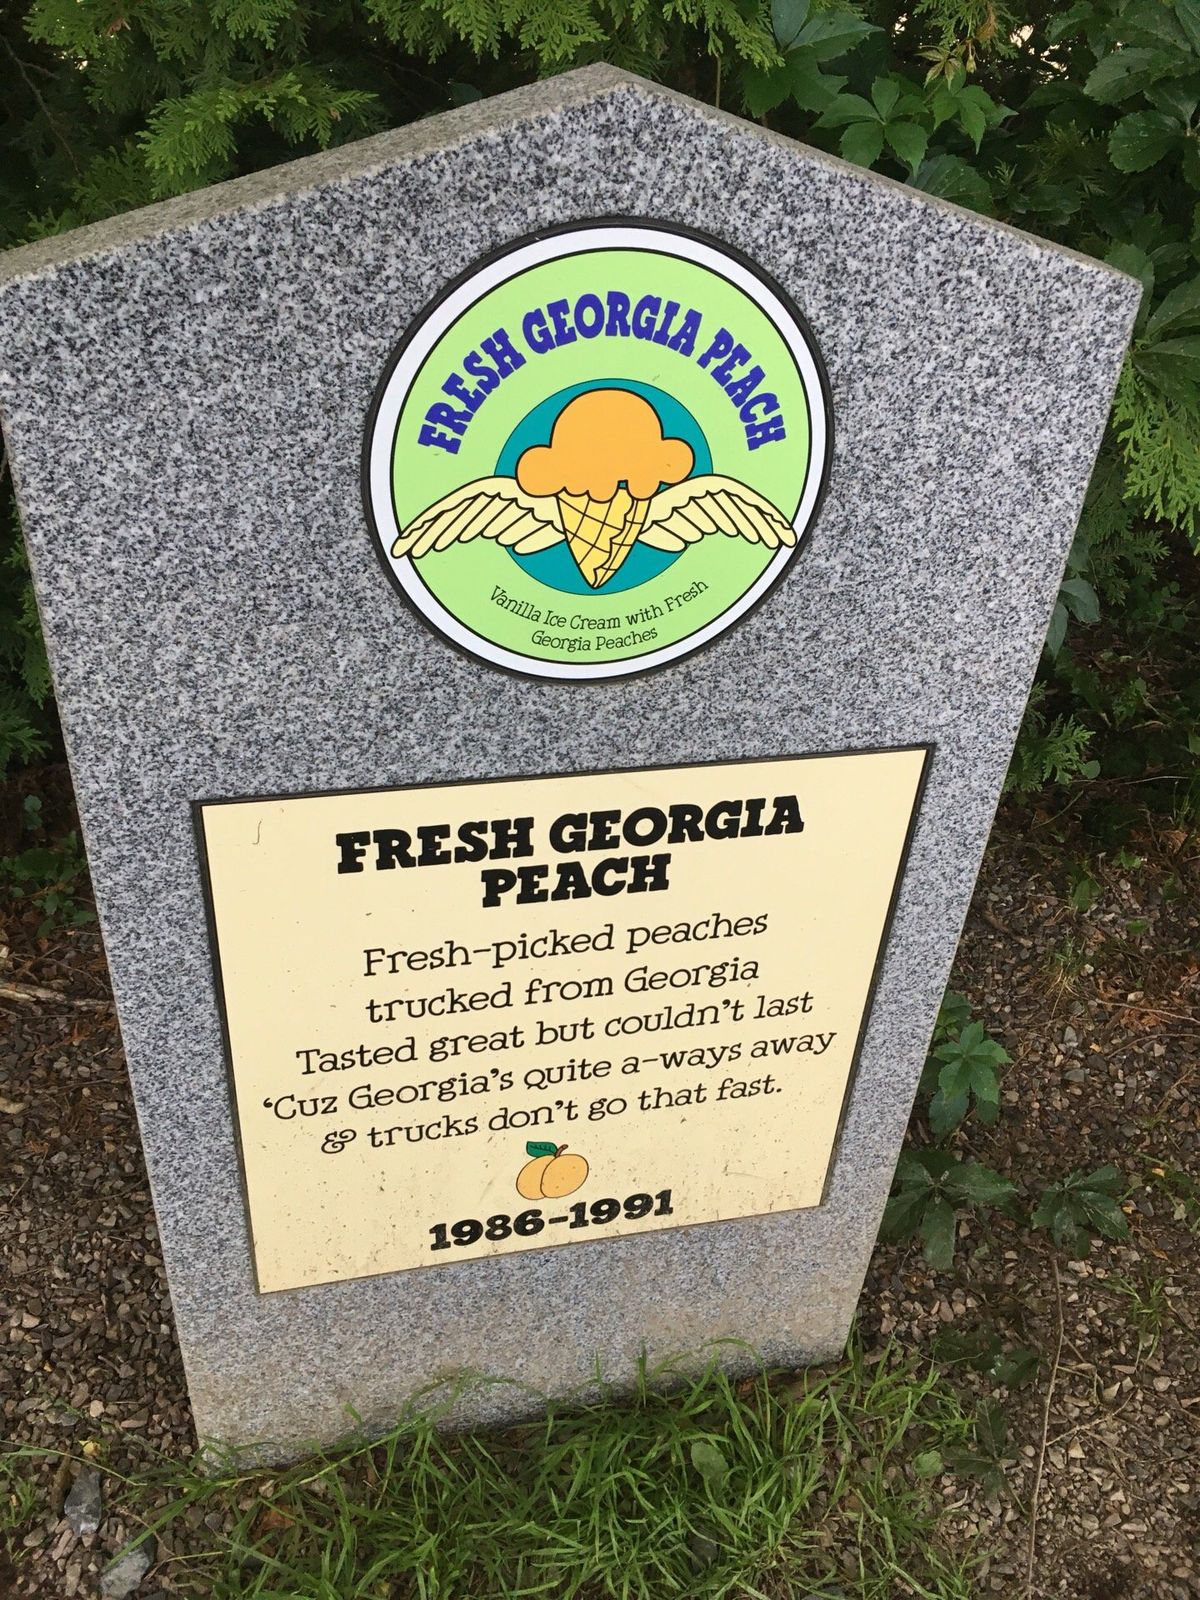 FRESH GEORGIA PEACH
Vanilla Ice Cream with Fresh
Georgia Peaches
FRESH GEORGIA
PEACH
Fresh-picked peaches
trucked from Georgia
Tasted great but couldn't last
'Cuz Georgia's quite a-ways away
& trucks don't go that fast.
1986-1991